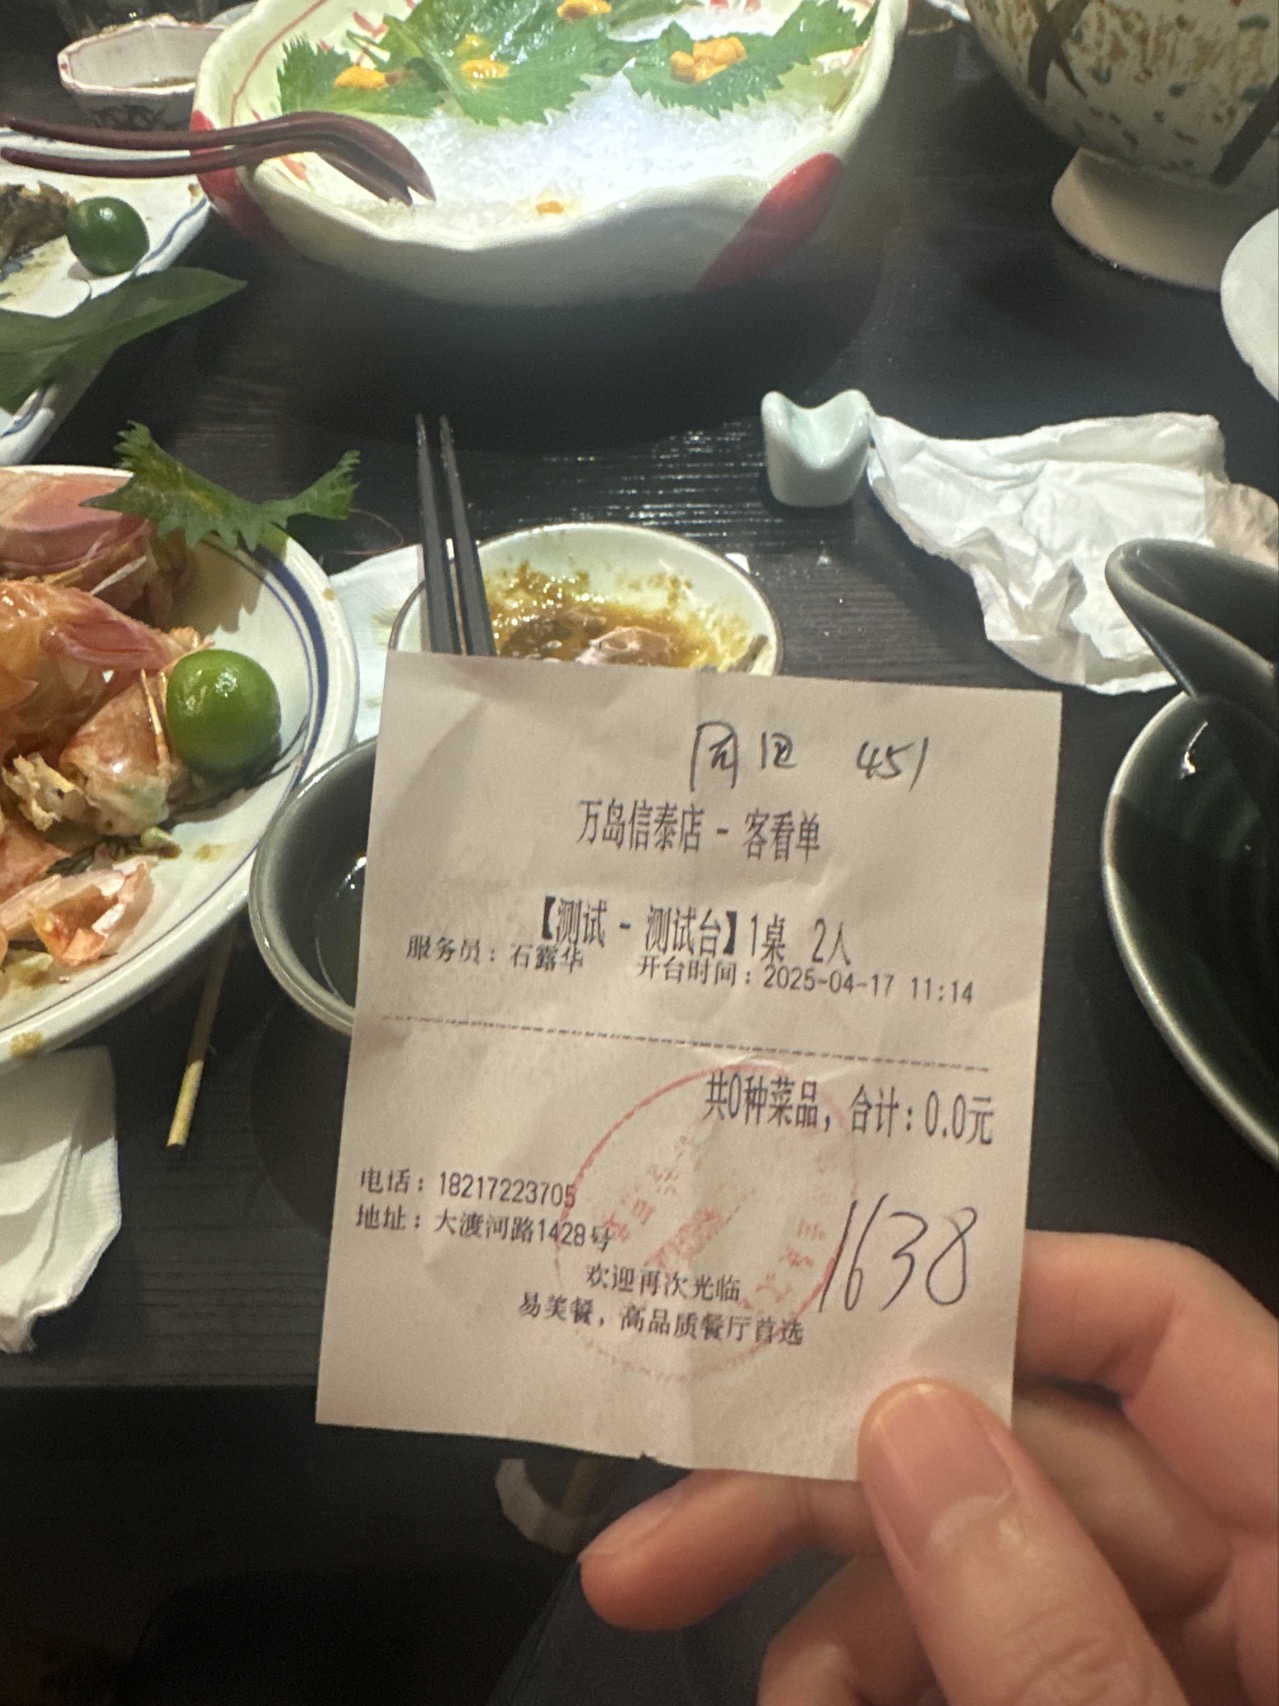 周旭 451
万岛信泰店 - 客看单
【测试 - 测试台】1桌 2人
服务员：石露华 开台时间：2025-04-17 11:14
共0种菜品，合计：0.0元
电话：18217223705
地址：大渡河路1428号
1638
欢迎再次光临
易美餐，高品质餐厅首选